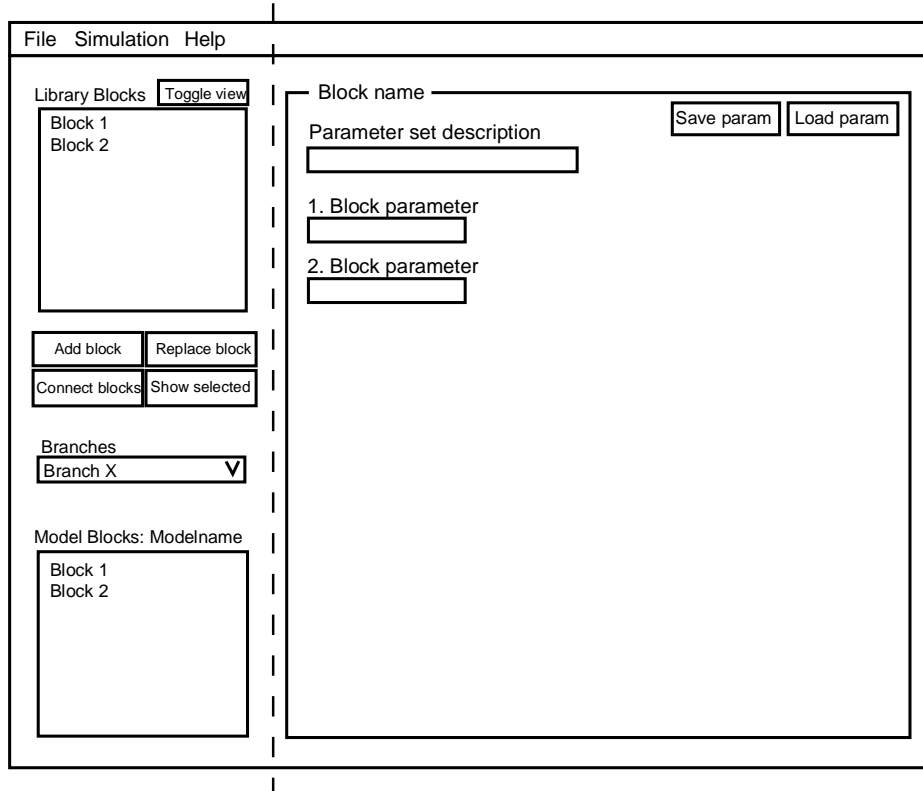 File Simulation Help
Library Blocks Toggle view
Block 1
Block 2
Add block Replace block
Connect blocks Show selected
Branches
Branch X
Model Blocks: Modelname
Block 1
Block 2
Block name
Save param Load param
Parameter set description
1. Block parameter
2. Block parameter